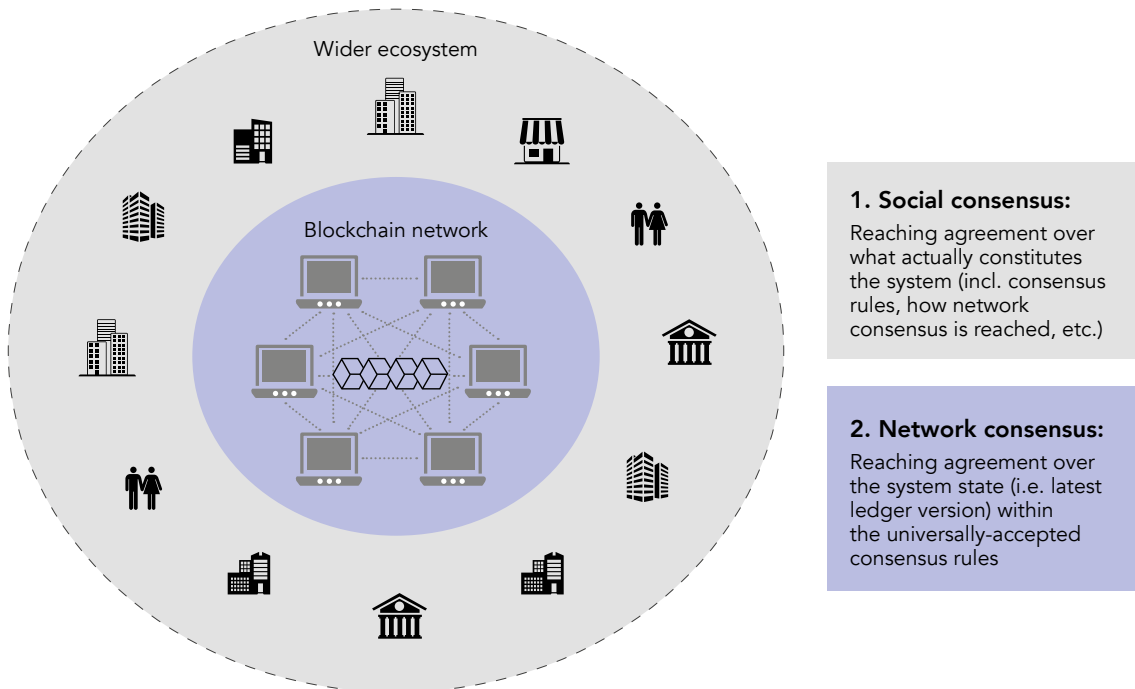 Wider ecosystem
Blockchain network
1. Social consensus:
Reaching agreement over
what actually constitutes
the system (incl. consensus
rules, how network
consensus is reached, etc.)
2. Network consensus:
Reaching agreement over
the system state (i.e. latest
ledger version) within
the universally-accepted
consensus rules